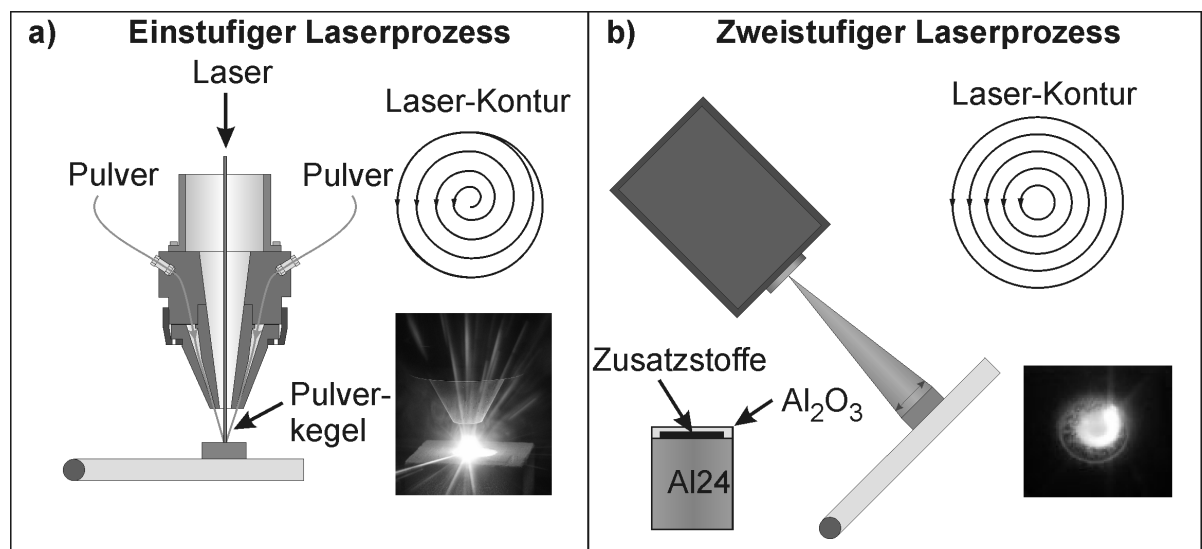 a) Einstufiger Laserprozess
Laser
Laser-Kontur
Pulver Pulver
Pulver-
kegel
b) Zweistufiger Laserprozess
Laser-Kontur
Zusatzstoffe
Al₂O₃
Al24